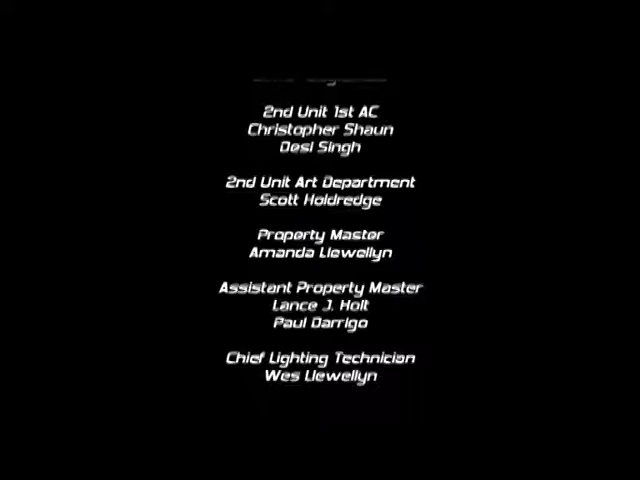 2nd Unit 1st AC
Christopher Shaun
Desi Singh
2nd Unit Art Department
Scott Holdredge
Property Master
Amanda Llewellyn
Assistant Property Master
Lance J. Holt
Paul Darrigo
Chief Lighting Technician
Wes Llewellyn